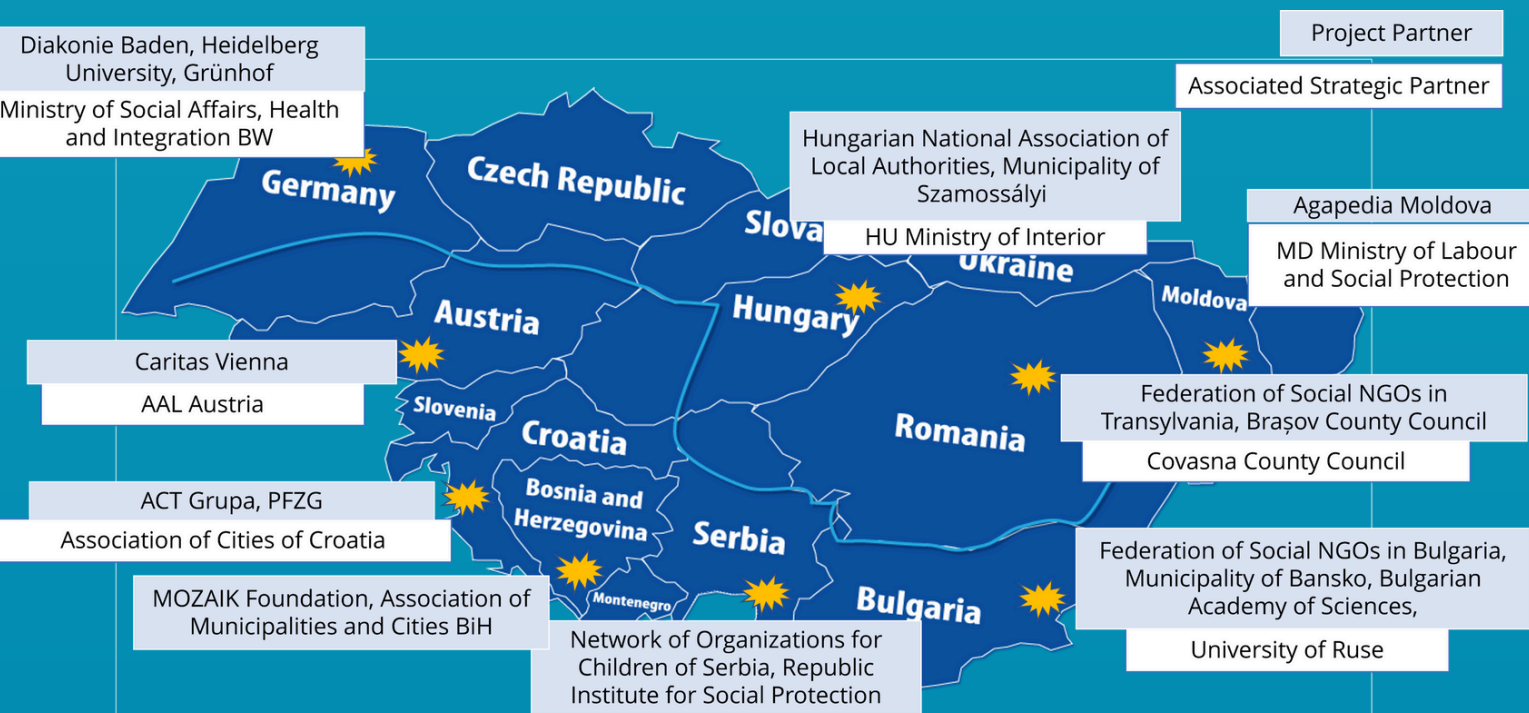 Project Partner
Associated Strategic Partner
Diakonie Baden, Heidelberg
University, Grünhof
Ministry of Social Affairs, Health
and Integration BW
Hungarian National Association of
Local Authorities, Municipality of
Szamossályi
HU Ministry of Interior
Agapedia Moldova
MD Ministry of Labour
and Social Protection
Germany
Czech Republic
Slova
Ukraine
Moldova
Hungary
Austria
Caritas Vienna
AAL Austria
Slovenia
Croatia
Romania
Federation of Social NGOs in
Transylvania, Brașov County Council
Covasna County Council
ACT Grupa, PFZG
Association of Cities of Croatia
Bosnia and
Herzegovina
Serbia
Montenegro
Bulgaria
MOZAIK Foundation, Association of
Municipalities and Cities BiH
Network of Organizations for
Children of Serbia, Republic
Institute for Social Protection
Federation of Social NGOs in Bulgaria,
Municipality of Bansko, Bulgarian
Academy of Sciences,
University of Ruse